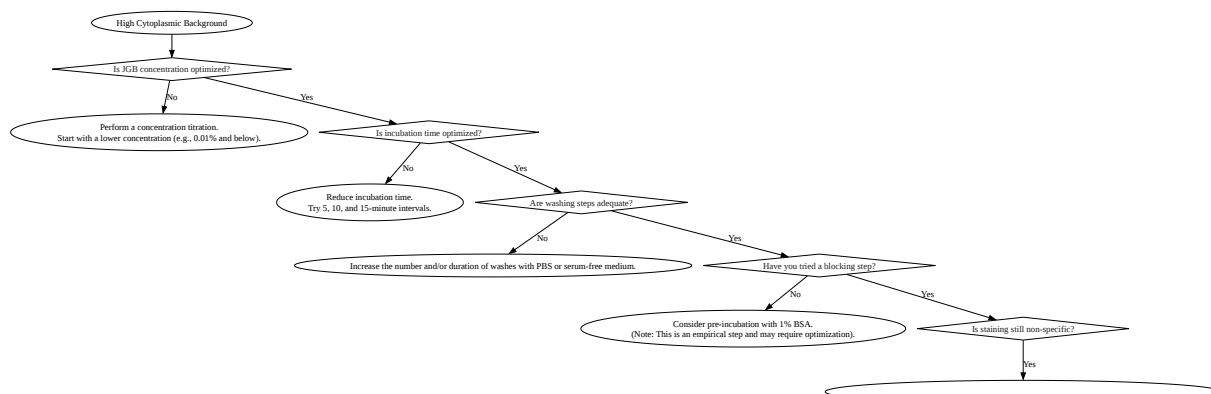 High Cytoplasmic Background
Is JGB concentration optimized?
No
Yes
Perform a concentration titration.
Start with a lower concentration (e.g., 0.01% and below).
Is incubation time optimized?
No
Yes
Reduce incubation time.
Try 5, 10, and 15-minute intervals.
Are washing steps adequate?
No
Yes
Increase the number and/or duration of washes with PBS or serum-free medium.
Have you tried a blocking step?
No
Yes
Consider pre-incubation with 1% BSA.
(Note: This is an empirical step and may require optimization).
Is staining still non-specific?
Yes